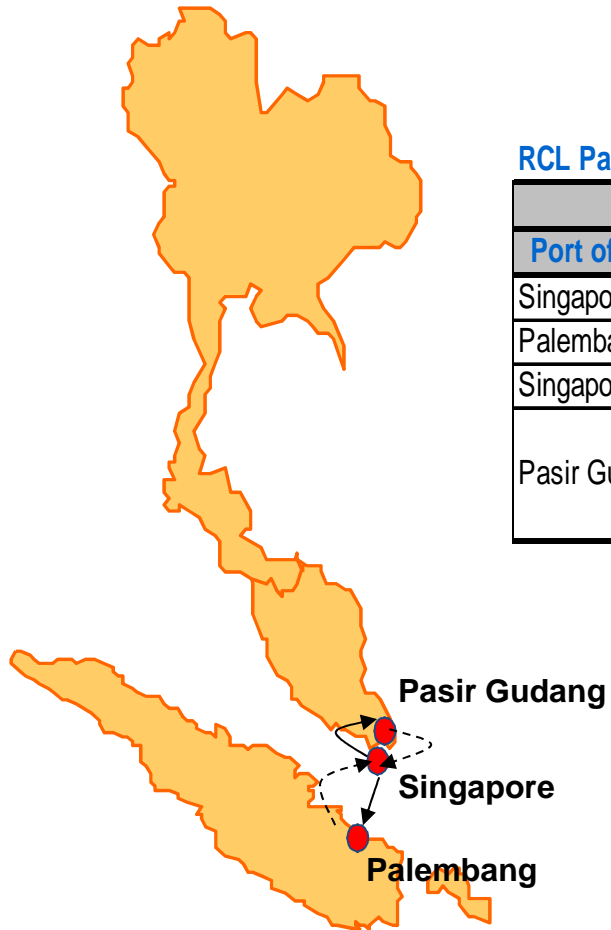 RCL Pa
Port of
Singapo
Palemba
Singapo
Pasir Gu
Pasir Gudang
Singapore
Palembang